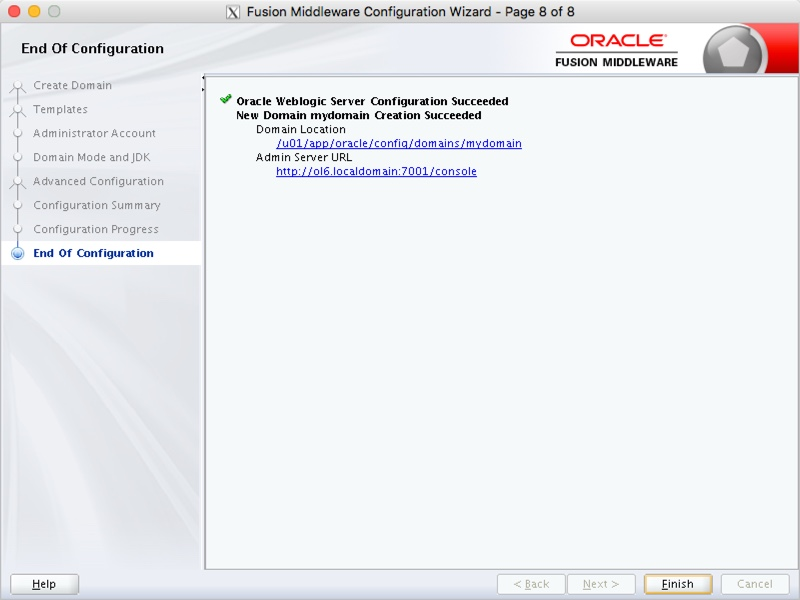 Fusion Middleware Configuration Wizard - Page 8 of 8
End Of Configuration
ORACLE
FUSION MIDDLEWARE
Create Domain
Templates
Administrator Account
Domain Mode and JDK
Advanced Configuration
Configuration Summary
Configuration Progress
End Of Configuration
Oracle Weblogic Server Configuration Succeeded
New Domain mydomain Creation Succeeded
Domain Location
/u01/app/oracle/config/domains/mydomain
Admin Server URL
http://ol6.localdomain:7001/console
Help
< Back
Next >
Finish
Cancel